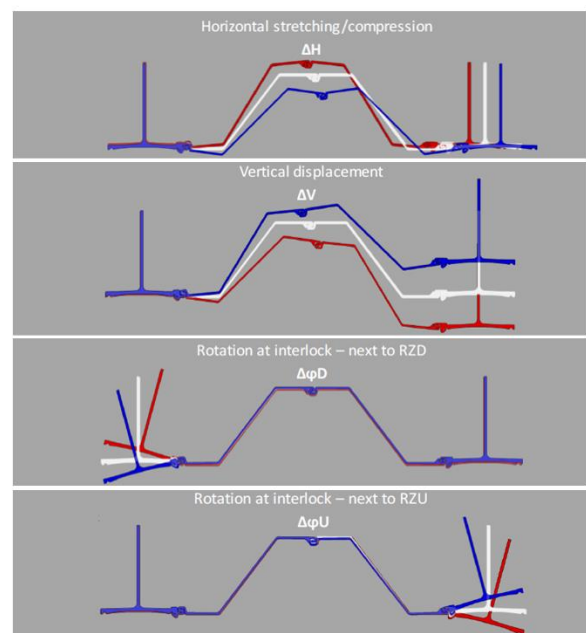 Horizontal stretching/compression
ΔH
Vertical displacement
ΔV
Rotation at interlock – next to RZD
ΔφD
Rotation at interlock – next to RZU
ΔφU